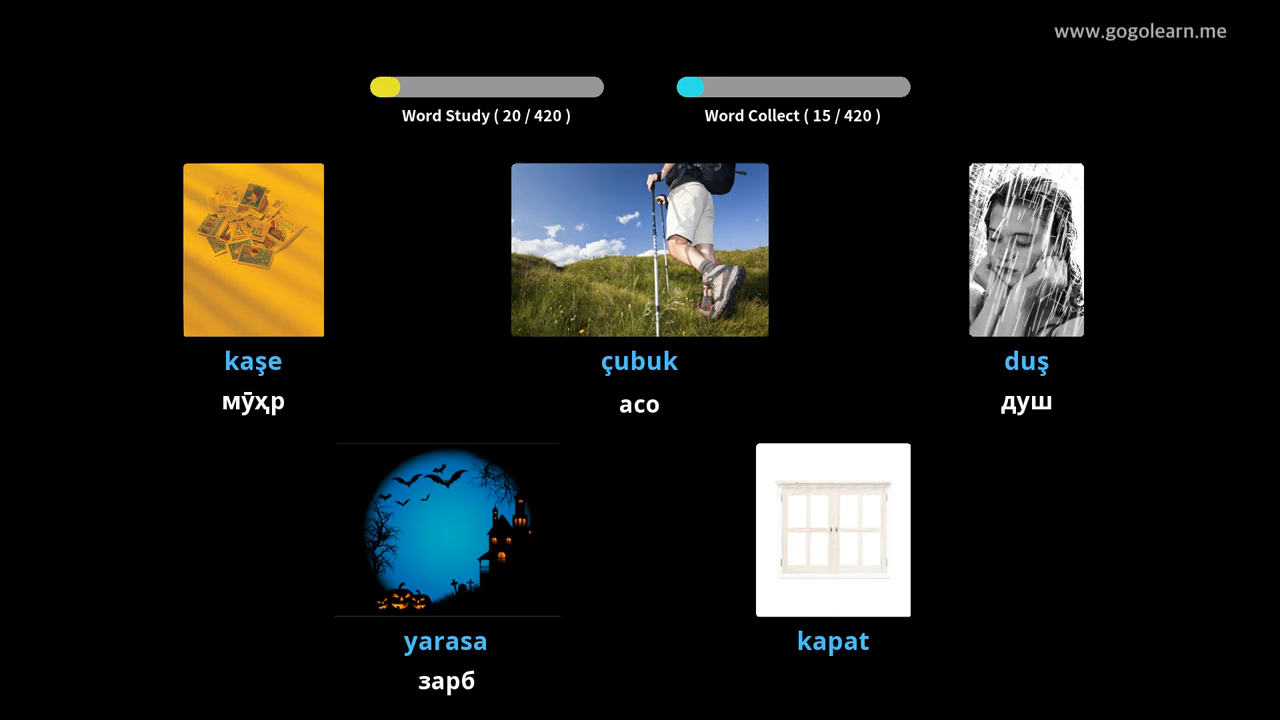 www.gogolearn.me
Word Study ( 20 / 420 )
Word Collect ( 15 / 420 )
kaşe
çubuk
duş
мӯҳр
асо
душ
yarasa
kapat
зарб